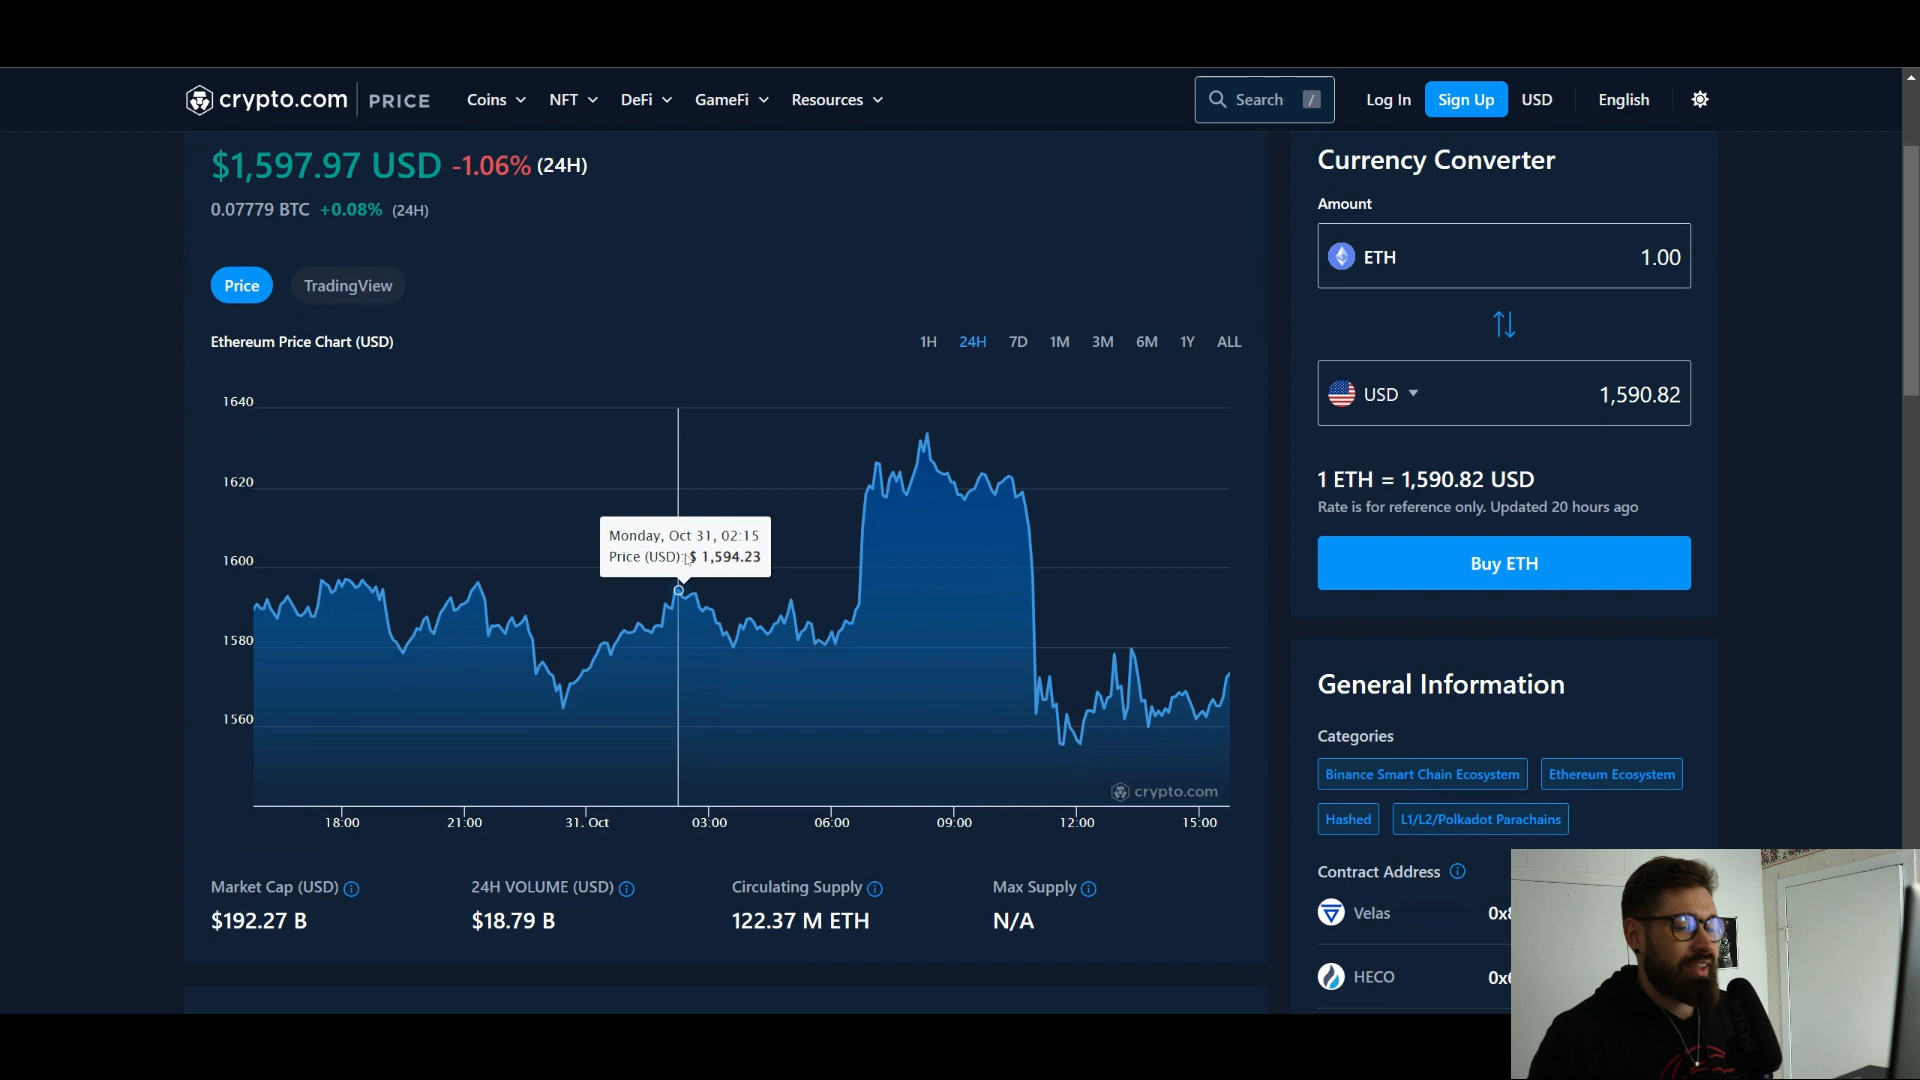 crypto.com PRICE Coins NFT DeFi GameFi Resources Search / Log In Sign Up USD English
$1,597.97 USD -1.06% (24H)
0.07779 BTC +0.08% (24H)
Price TradingView
Ethereum Price Chart (USD) 1H 24H 7D 1M 3M 6M 1Y ALL
1640
1620
1600
1580
1560
Monday, Oct 31, 02:15
Price (USD): $ 1,594.23
crypto.com
18:00 21:00 31. Oct 03:00 06:00 09:00 12:00 15:00
Market Cap (USD) 24H VOLUME (USD) Circulating Supply Max Supply
$192.27 B $18.79 B 122.37 M ETH N/A
Currency Converter
Amount
ETH 1.00
USD 1,590.82
1 ETH = 1,590.82 USD
Rate is for reference only. Updated 20 hours ago
Buy ETH
General Information
Categories
Binance Smart Chain Ecosystem Ethereum Ecosystem
Hashed L1/L2/Polkadot Parachains
Contract Address
Velas
HECO